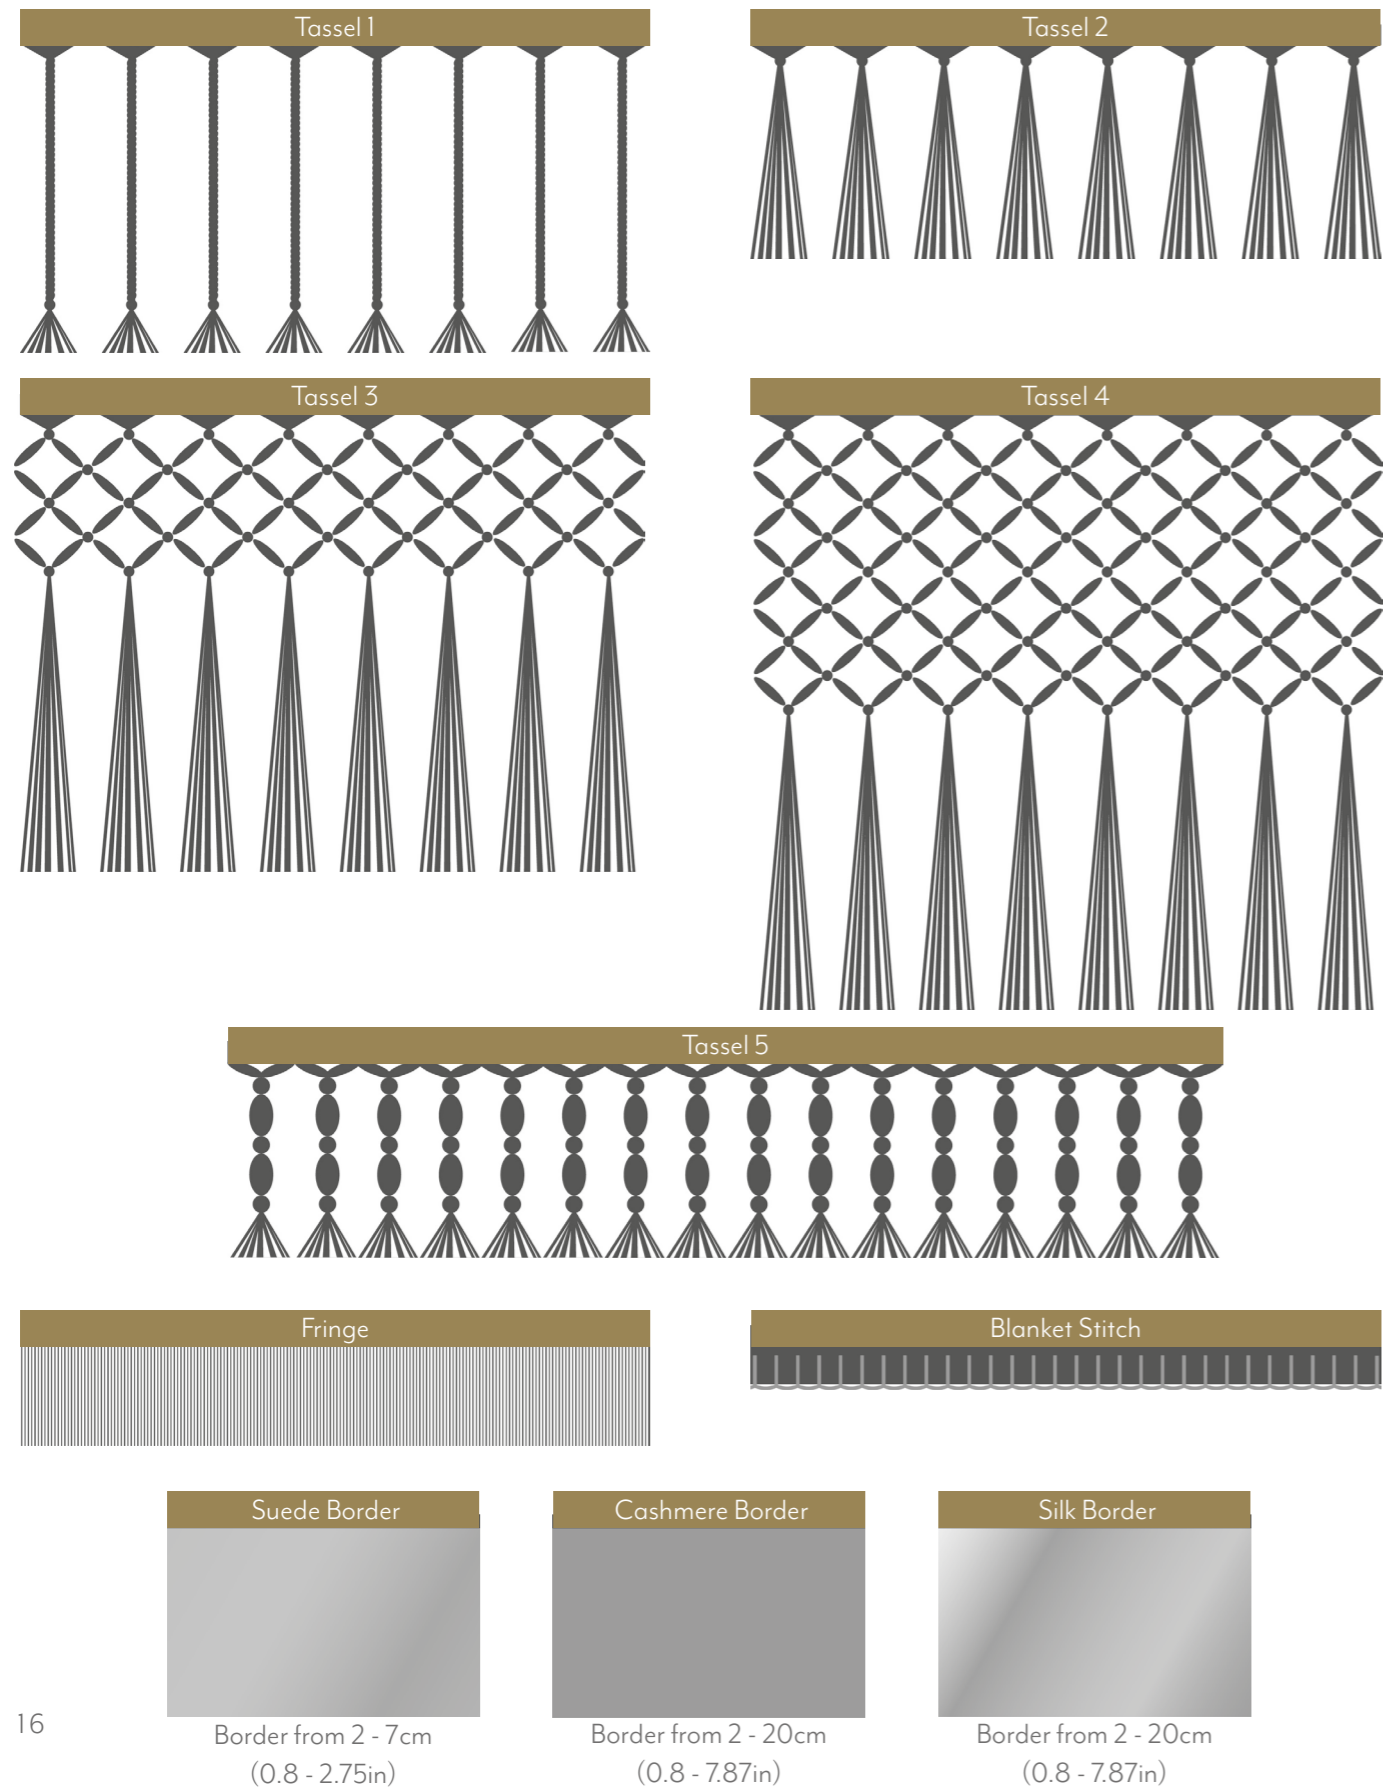 Tassel 1
Tassel 2
Tassel 3
Tassel 4
Tassel 5
Fringe
Blanket Stitch
Suede Border
Cashmere Border
Silk Border
Border from 2 - 7cm
(0.8 - 2.75in)
Border from 2 - 20cm
(0.8 - 7.87in)
Border from 2 - 20cm
(0.8 - 7.87in)
16